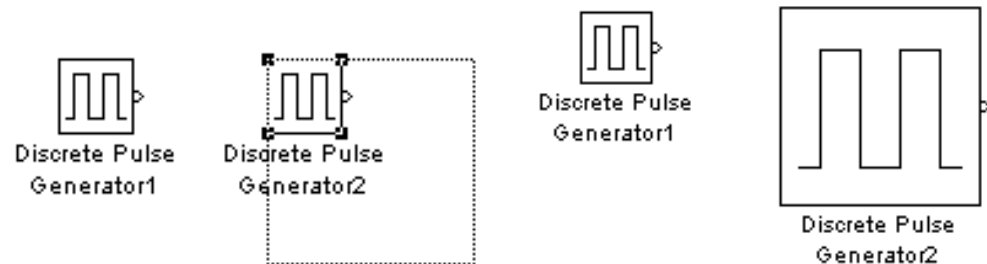 Discrete Pulse
Generator1
Discrete Pulse
Generator2
Discrete Pulse
Generator1
Discrete Pulse
Generator2